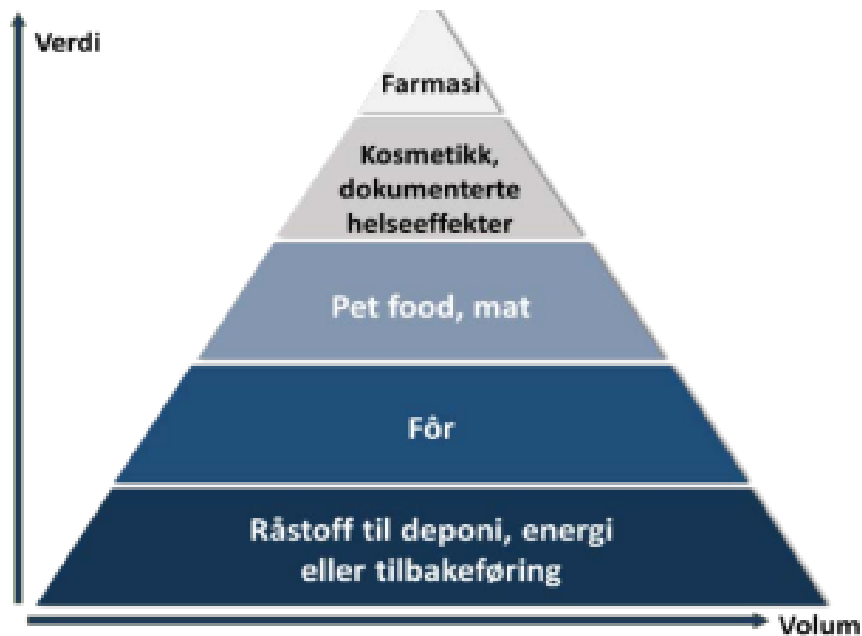 Verdi
Farmasi
Kosmetikk,
dokumenterte
helseeffekter
Pet food, mat
Fôr
Råstoff til deponi, energi
eller tilbakeføring
Volum